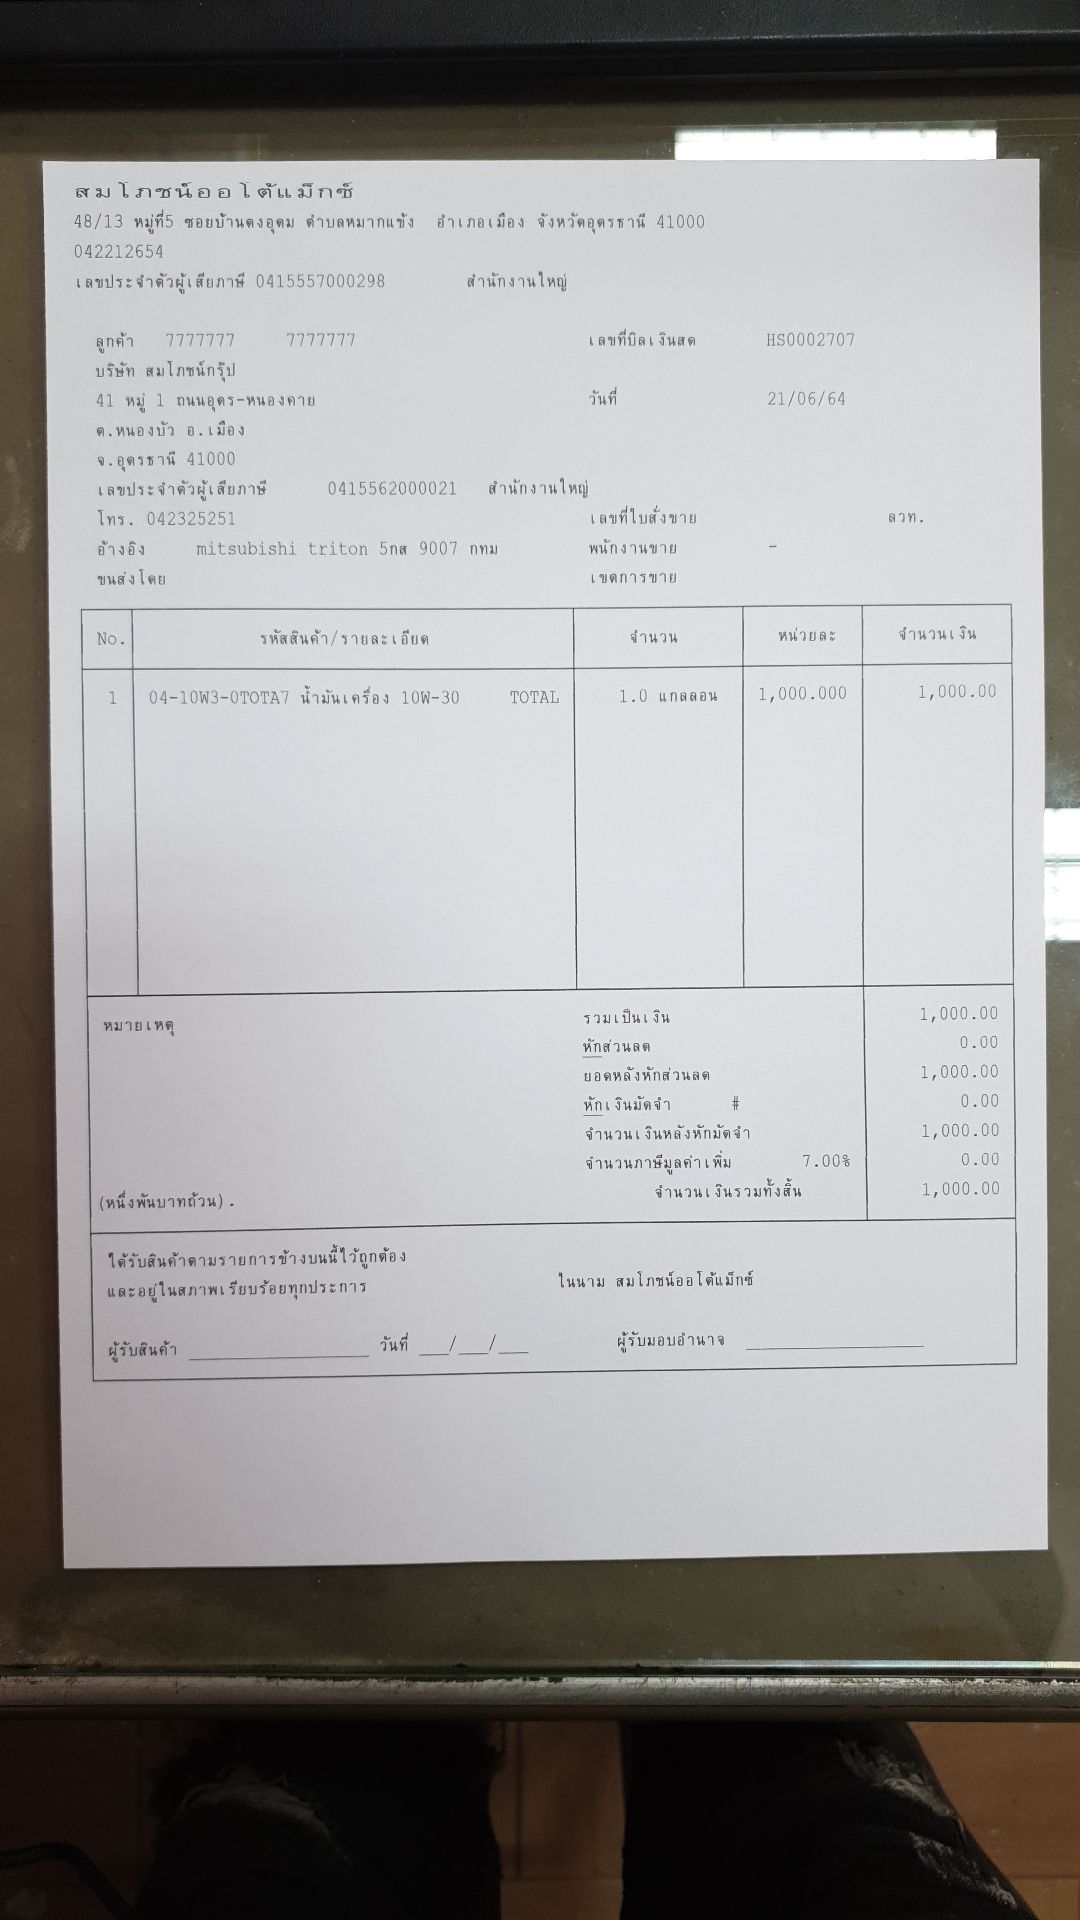 สมโภชน์ออโต้แม็กซ์
48/13 หมู่ที่5 ซอยบ้านดงอุดม ตำบลหมากแข้ง อำเภอเมือง จังหวัดอุดรธานี 41000
042212654
เลขประจำตัวผู้เสียภาษี 0415557000298 สำนักงานใหญ่
ลูกค้า 7777777 7777777 เลขที่บิลเงินสด HS0002707
บริษัท สมโภชน์กรุ๊ป
41 หมู่ 1 ถนนอุดร-หนองคาย วันที่ 21/06/64
ต.หนองบัว อ.เมือง
จ.อุดรธานี 41000
เลขประจำตัวผู้เสียภาษี 0415562000021 สำนักงานใหญ่
โทร. 042325251 เลขที่ใบสั่งขาย ลวท.
อ้างอิง mitsubishi triton 5กส 9007 กทม พนักงานขาย -
ขนส่งโดย เขตการขาย
No. รหัสสินค้า/รายละเอียด จำนวน หน่วยละ จำนวนเงิน
1 04-10W3-0TOTA7 น้ำมันเครื่อง 10W-30 TOTAL 1.0 แกลลอน 1,000.000 1,000.00
หมายเหตุ รวมเป็นเงิน 1,000.00
หักส่วนลด 0.00
ยอดหลังหักส่วนลด 1,000.00
หักเงินมัดจำ # 0.00
จำนวนเงินหลังหักมัดจำ 1,000.00
จำนวนภาษีมูลค่าเพิ่ม 7.00% 0.00
(หนึ่งพันบาทถ้วน). จำนวนเงินรวมทั้งสิ้น 1,000.00
ได้รับสินค้าตามรายการข้างบนนี้ไว้ถูกต้อง
และอยู่ในสภาพเรียบร้อยทุกประการ ในนาม สมโภชน์ออโต้แม็กซ์
ผู้รับสินค้า __________________ วันที่ ___/___/___ ผู้รับมอบอำนาจ __________________